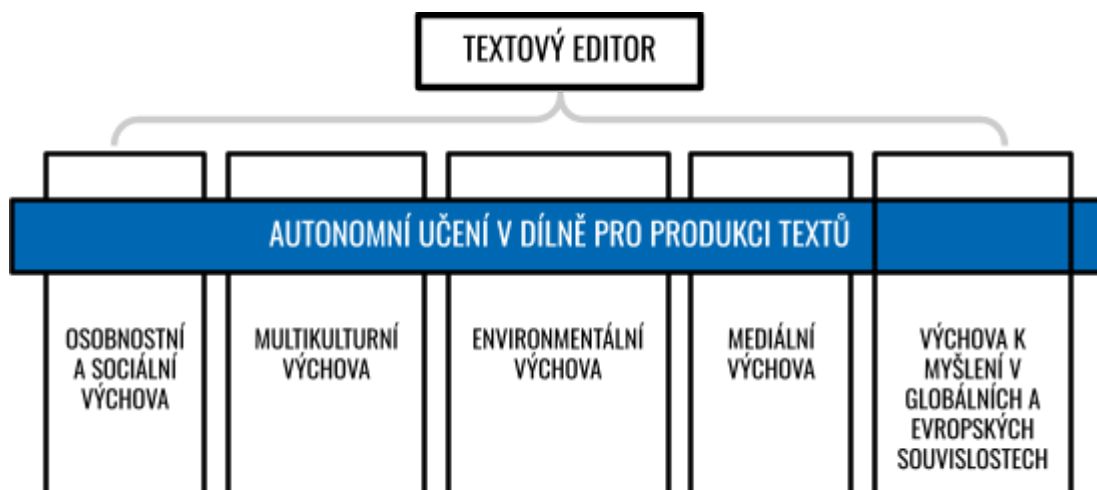 TEXTOVÝ EDITOR
AUTONOMNÍ UČENÍ V DÍLNĚ PRO PRODUKCI TEXTŮ
OSOBNOSTNÍ
A SOCIÁLNÍ
VÝCHOVA
MULTIKULTURNÍ
VÝCHOVA
ENVIRONMENTÁLNÍ
VÝCHOVA
MEDIÁLNÍ
VÝCHOVA
VÝCHOVA K
MYŠLENÍ V
GLOBÁLNÍCH A
EVROPSKÝCH
SOUVISLOSTECH